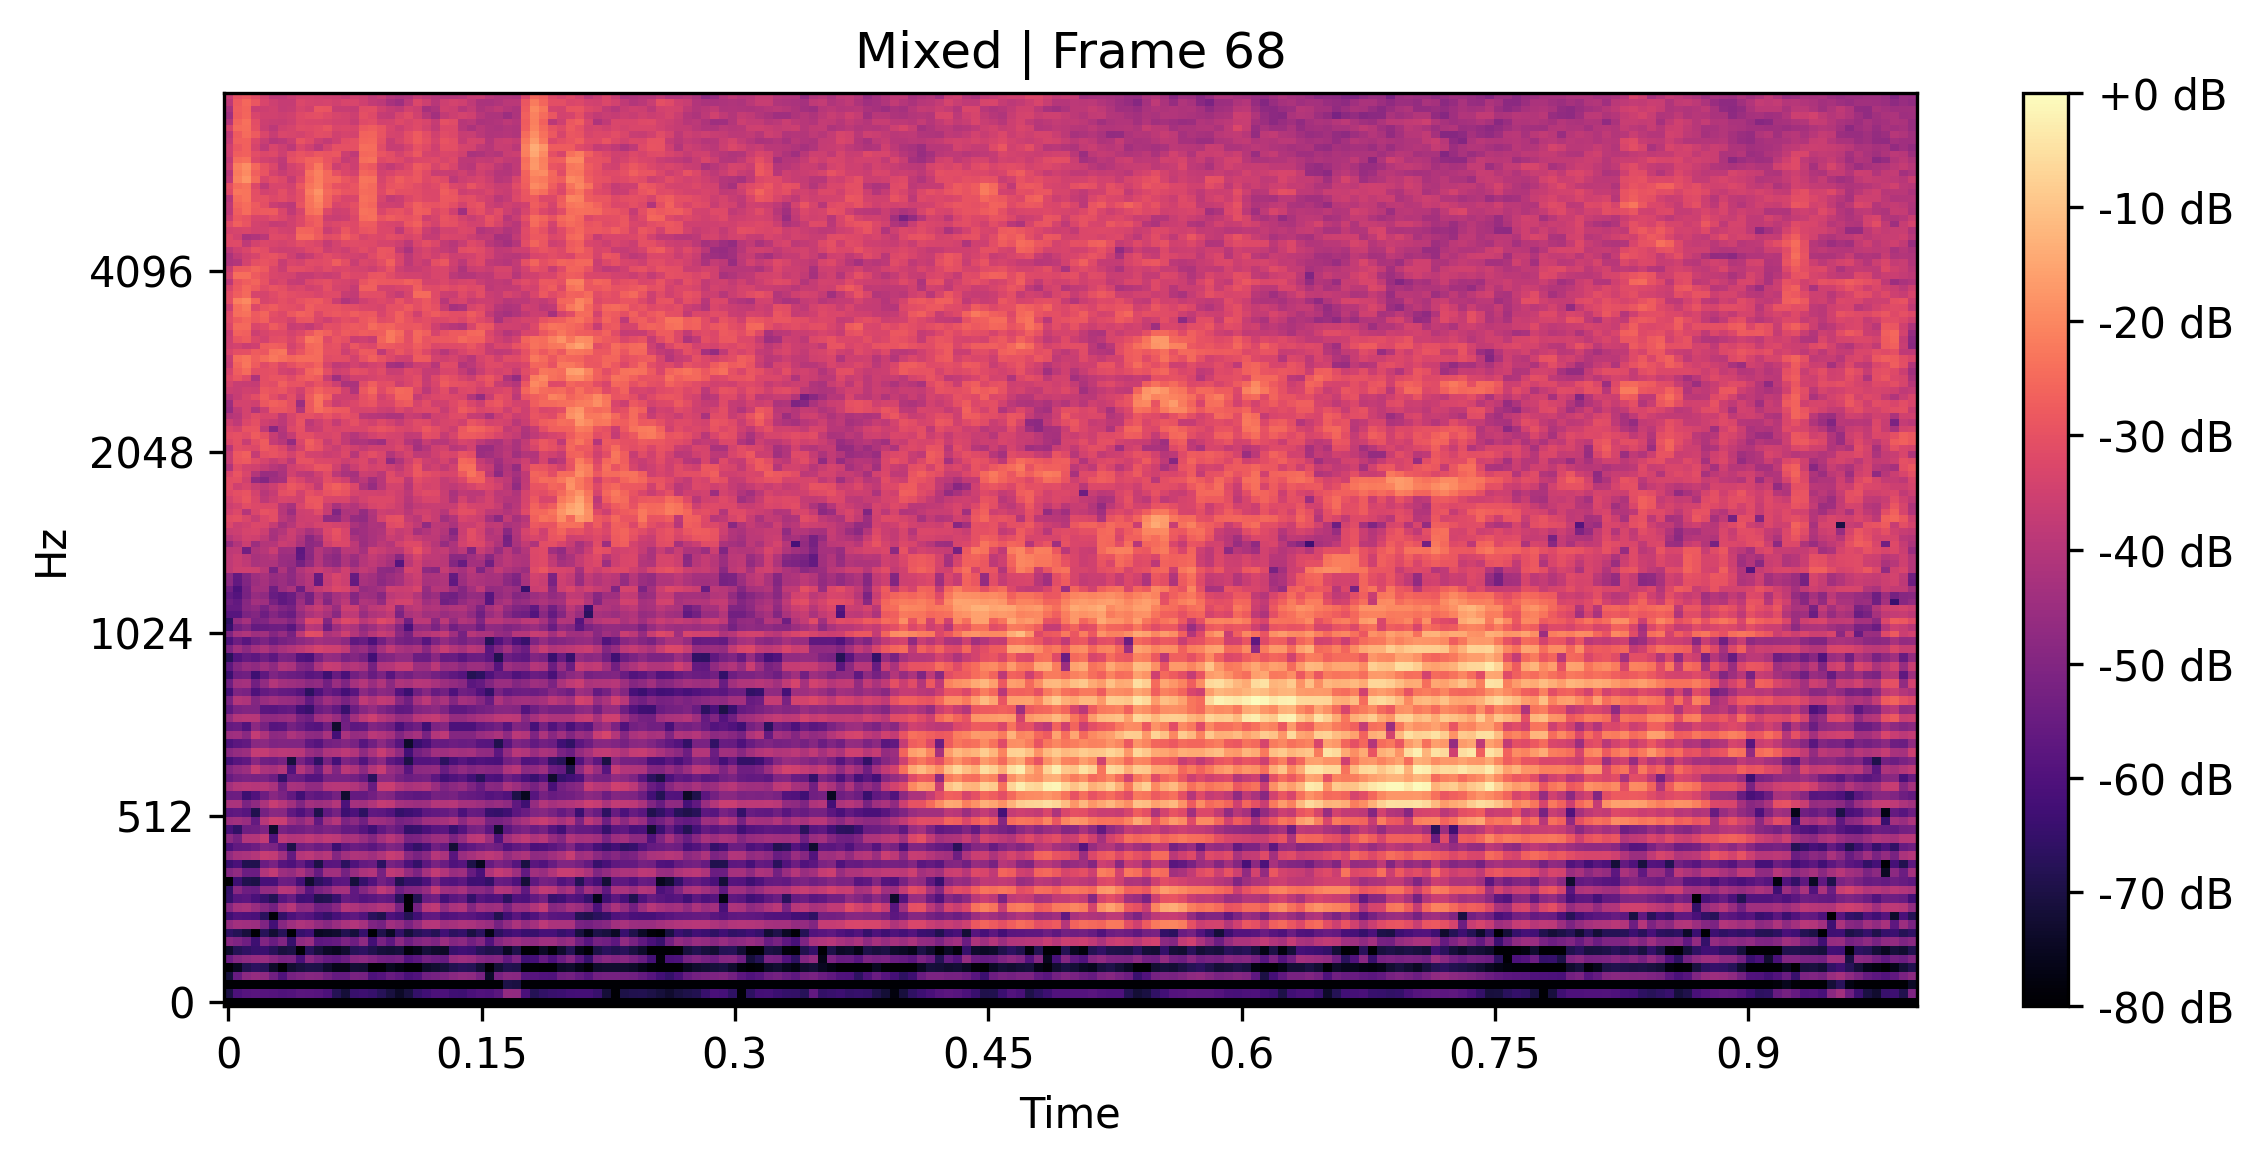 Mixed | Frame 68
+0 dB
-10 dB
-20 dB
-30 dB
-40 dB
-50 dB
-60 dB
-70 dB
-80 dB
Hz
4096
2048
1024
512
0
0 0.15 0.3 0.45 0.6 0.75 0.9
Time